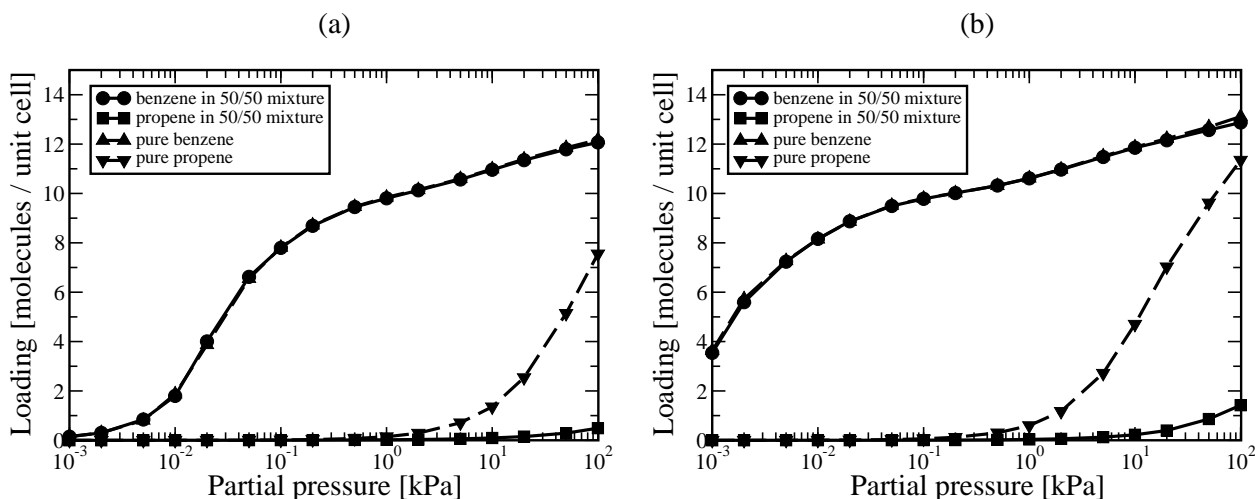 (a)
Loading [molecules / unit cell]
14
12
10
8
6
4
2
0
benzene in 50/50 mixture
propene in 50/50 mixture
pure benzene
pure propene
10^-3
10^-2
10^-1
10^0
10^1
10^2
Partial pressure [kPa]
(b)
Loading [molecules / unit cell]
14
12
10
8
6
4
2
0
benzene in 50/50 mixture
propene in 50/50 mixture
pure benzene
pure propene
10^-3
10^-2
10^-1
10^0
10^1
10^2
Partial pressure [kPa]